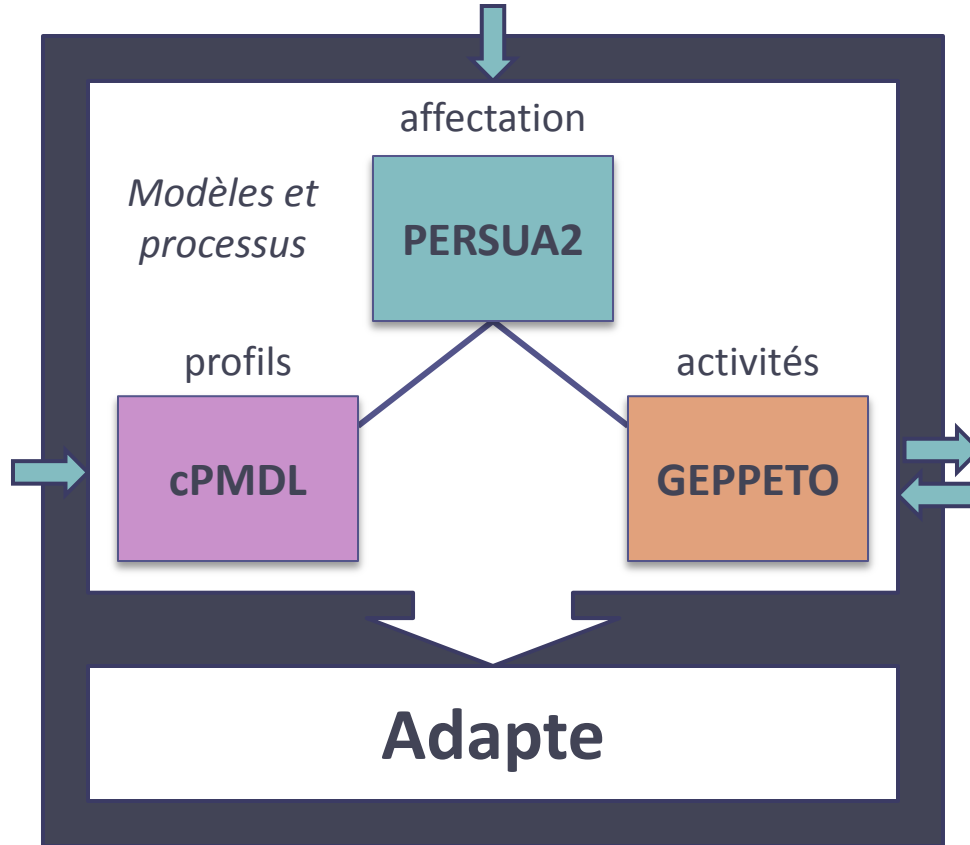 affectation
Modèles et
processus
PERSUA2
profils
activités
cPMDL
GEPPETO
Adapte